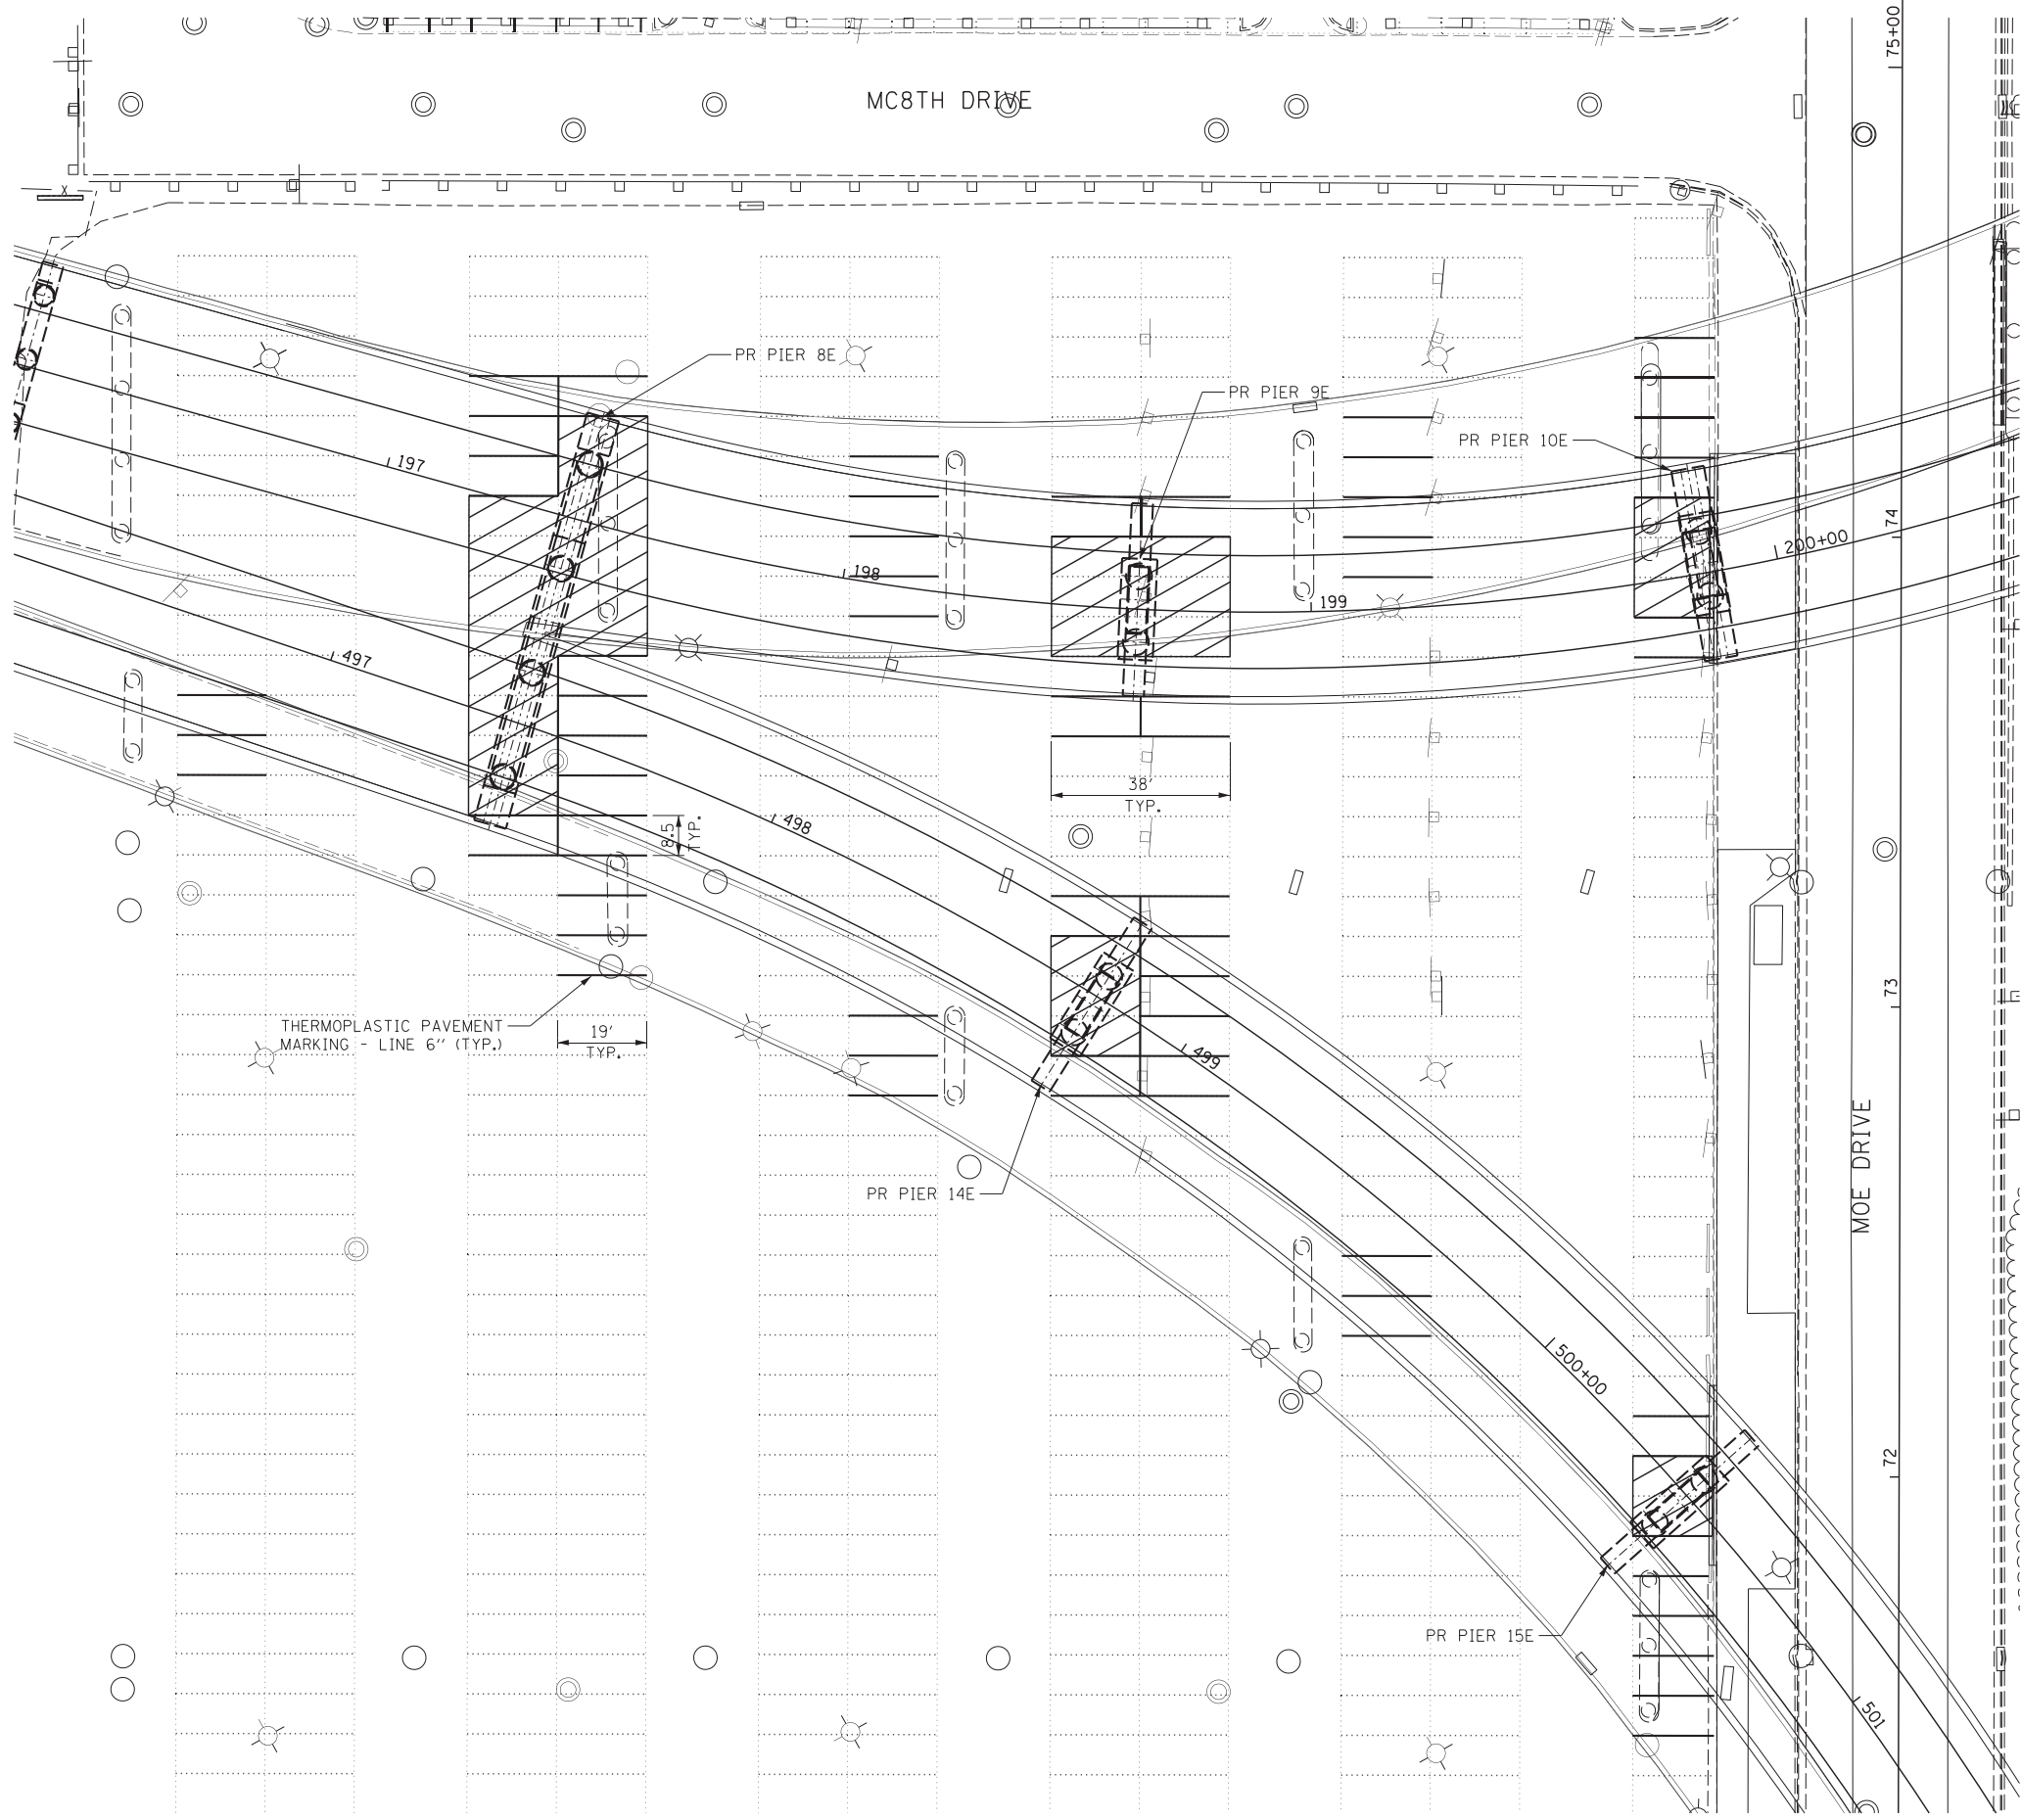 75+00
MC8TH DRIVE
X
PR PIER 8E
PR PIER 9E
PR PIER 10E
197
74
200+00
198
199
497
38'
TYP.
498
8.5
TYP.
73
THERMOPLASTIC PAVEMENT
MARKING - LINE 6" (TYP.)
19'
TYP.
499
MOE DRIVE
PR PIER 14E
500+00
72
PR PIER 15E
501